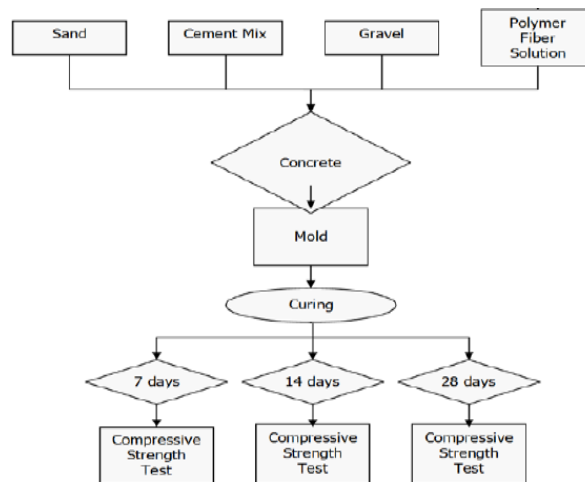 Sand
Cement Mix
Gravel
Polymer
Fiber
Solution
Concrete
Mold
Curing
7 days
14 days
28 days
Compressive
Strength
Test
Compressive
Strength
Test
Compressive
Strength
Test